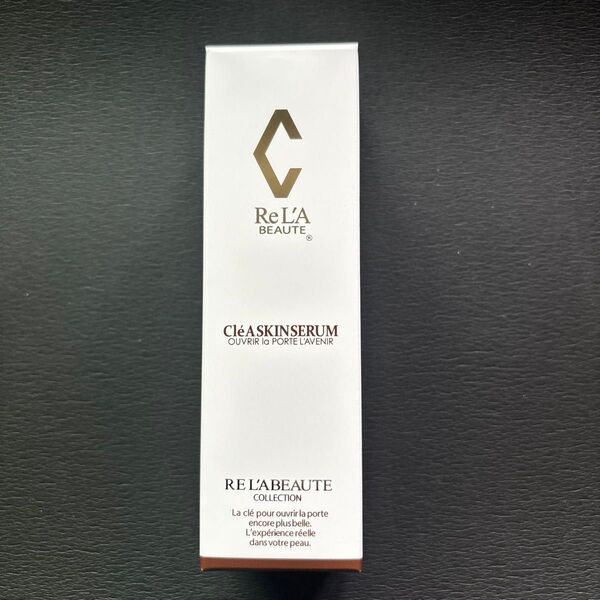 ReL'A
BEAUTE
®
CléASKINSERUM
OUVRIR la PORTE L'AVENIR
RE L'ABEAUTE
COLLECTION
La clé pour ouvrir la porte
encore plus belle.
L'expérience réelle
dans votre peau.